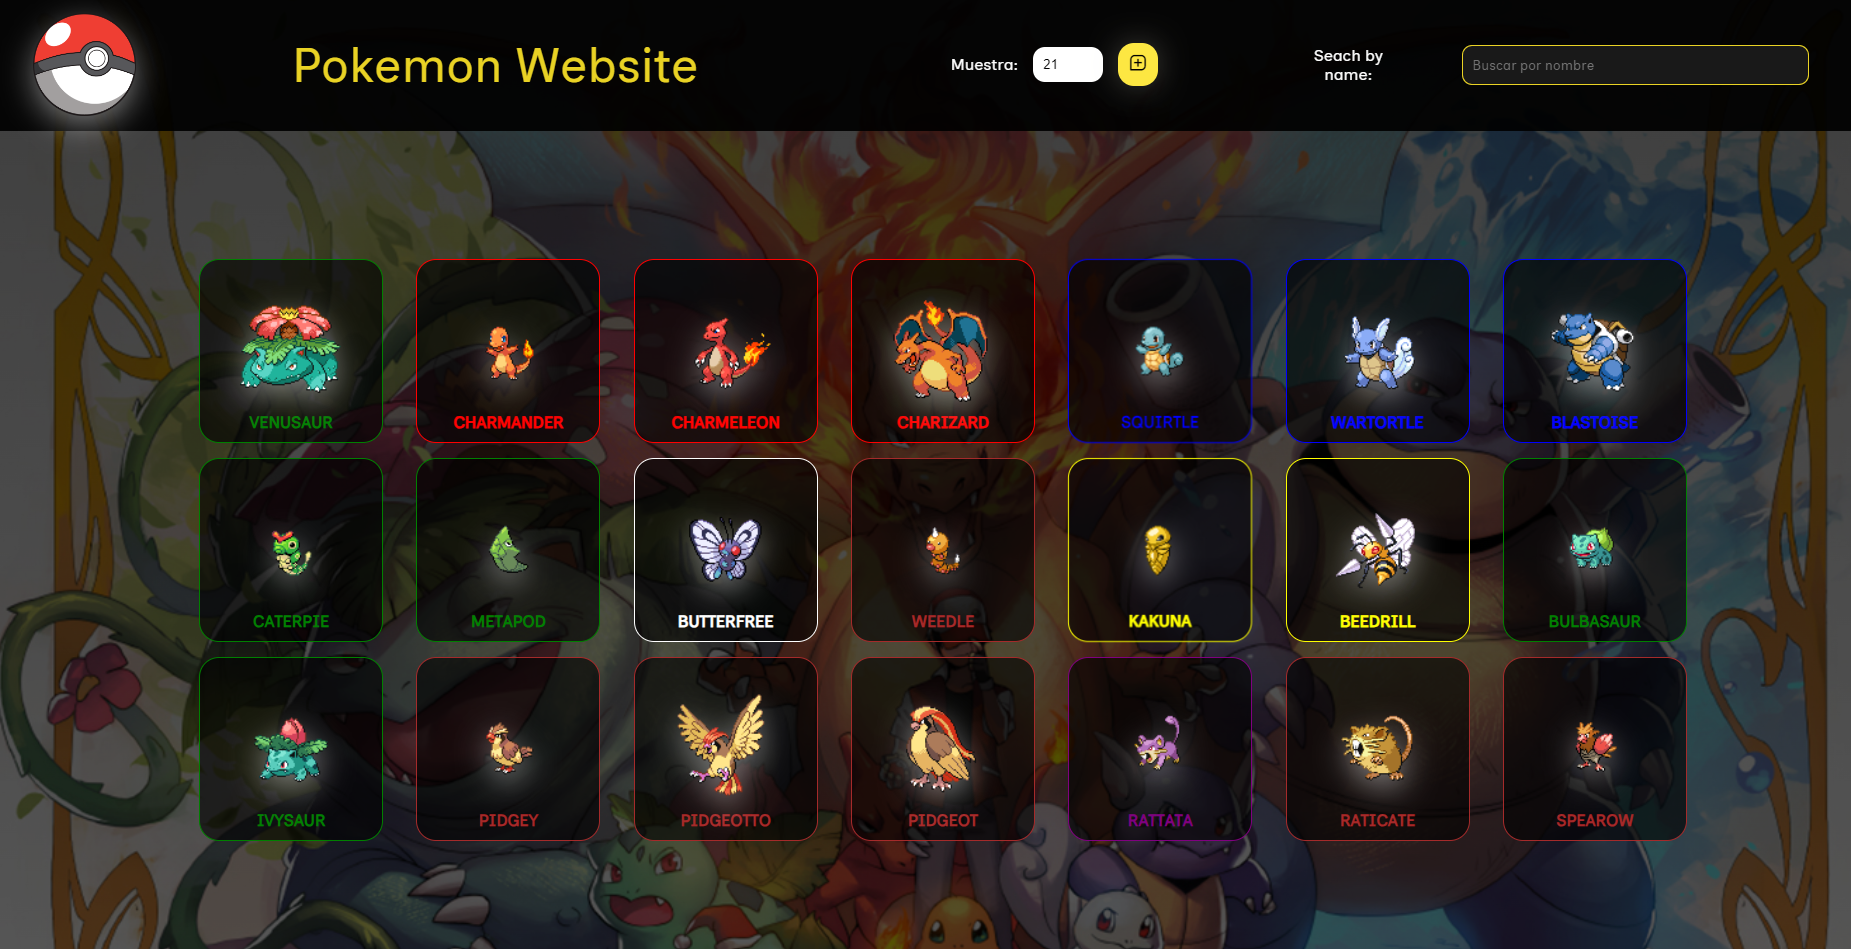 Pokemon Website
Muestra:
21
Seach by
name:
Buscar por nombre
VENUSAUR
CHARMANDER
CHARMELEON
CHARIZARD
SQUIRTLE
WARTORTLE
BLASTOISE
CATERPIE
METAPOD
BUTTERFREE
WEEDLE
KAKUNA
BEEDRILL
BULBASAUR
IVYSAUR
PIDGEY
PIDGEOTTO
PIDGEOT
RATTATA
RATICATE
SPEAROW